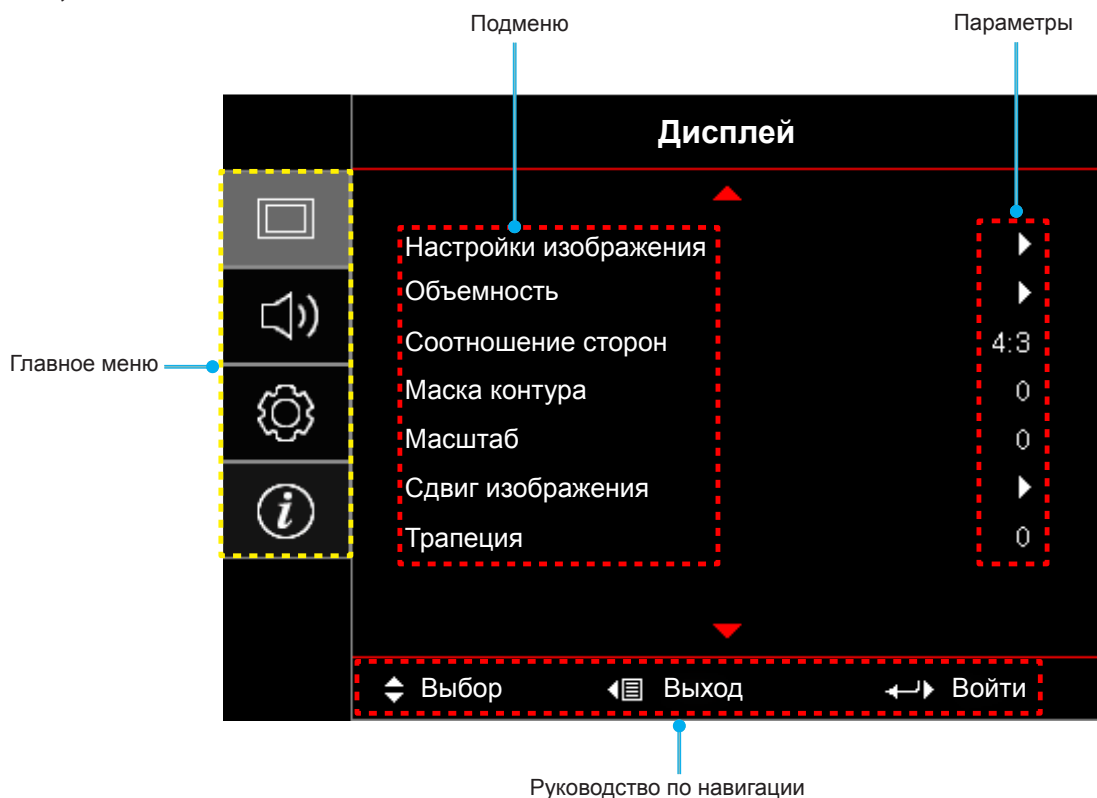 Подменю
Параметры
Дисплей
Настройки изображения
Объемность
Соотношение сторон 4:3
Главное меню
Маска контура 0
Масштаб 0
Сдвиг изображения
Трапеция 0
Выбор Выход Войти
Руководство по навигации